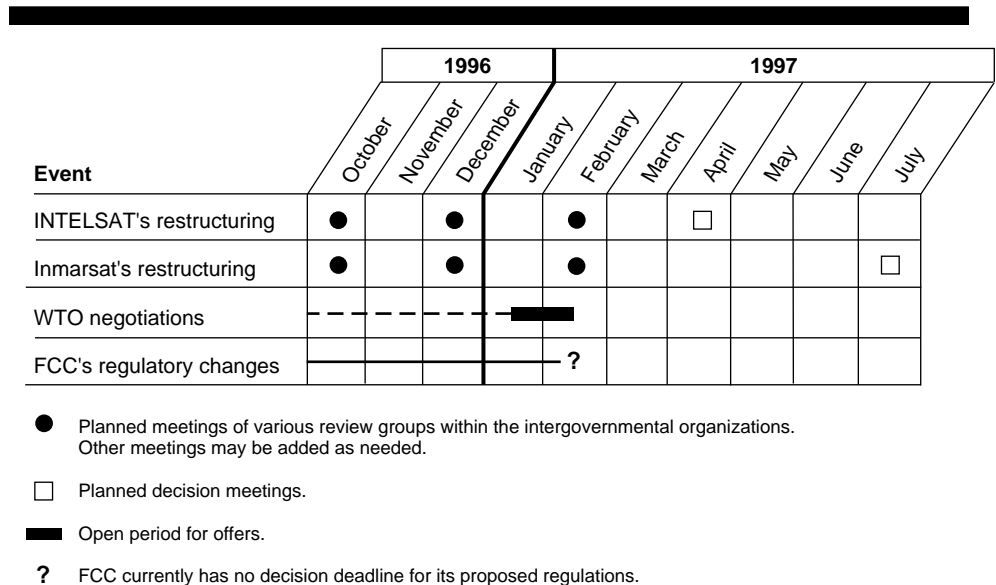 1996 1997
October November December January February March April May June July
Event
INTELSAT's restructuring
Inmarsat's restructuring
WTO negotiations
FCC's regulatory changes ?
Planned meetings of various review groups within the intergovernmental organizations.
Other meetings may be added as needed.
Planned decision meetings.
Open period for offers.
? FCC currently has no decision deadline for its proposed regulations.